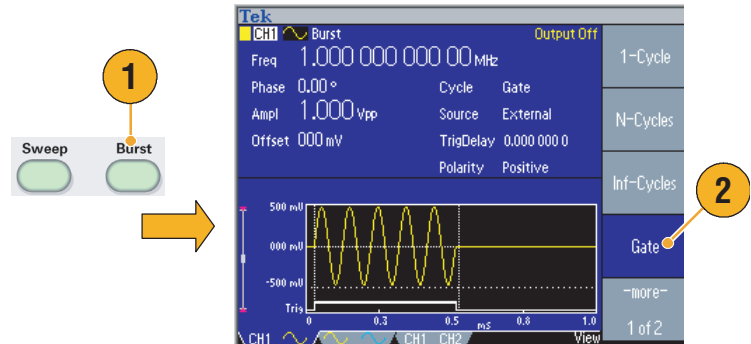 1
Sweep Burst
Tek
CH1 Burst Output Off
Freq 1.000 000 000 00 MHz
Phase 0.00 ° Cycle Gate
Ampl 1.000 Vpp Source External
Offset 000 mV TrigDelay 0.000 000 0
Polarity Positive
1-Cycle
N-Cycles
Inf-Cycles
Gate
2
-more-
1 of 2
500 mV
000 mV
-500 mV
Trig
0 0.3 0.5 ms 0.8 1.0
CH1 CH1 CH2 View